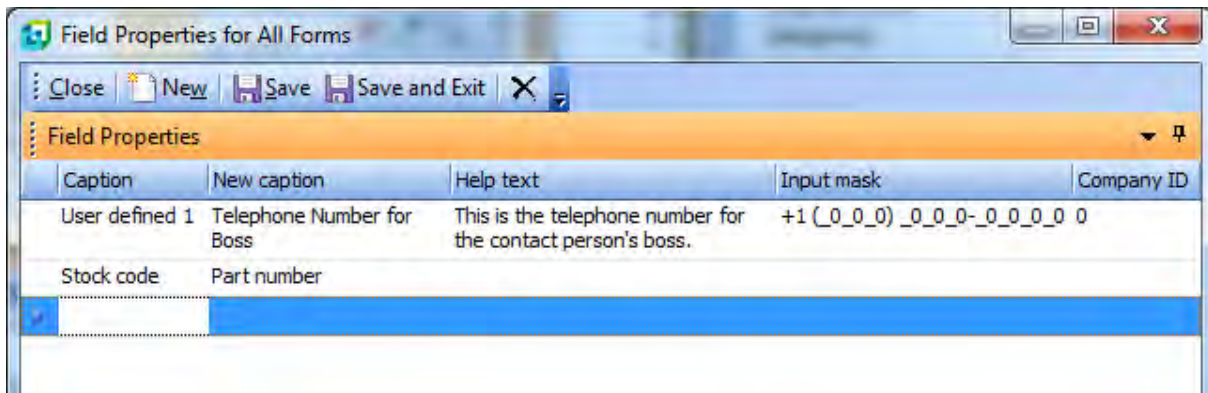 Field Properties for All Forms
Close New Save Save and Exit
Field Properties
Caption New caption Help text Input mask Company ID
User defined 1 Telephone Number for This is the telephone number for +1 (_0_0_0) _0_0_0-_0_0_0_0 0
Boss the contact person's boss.
Stock code Part number